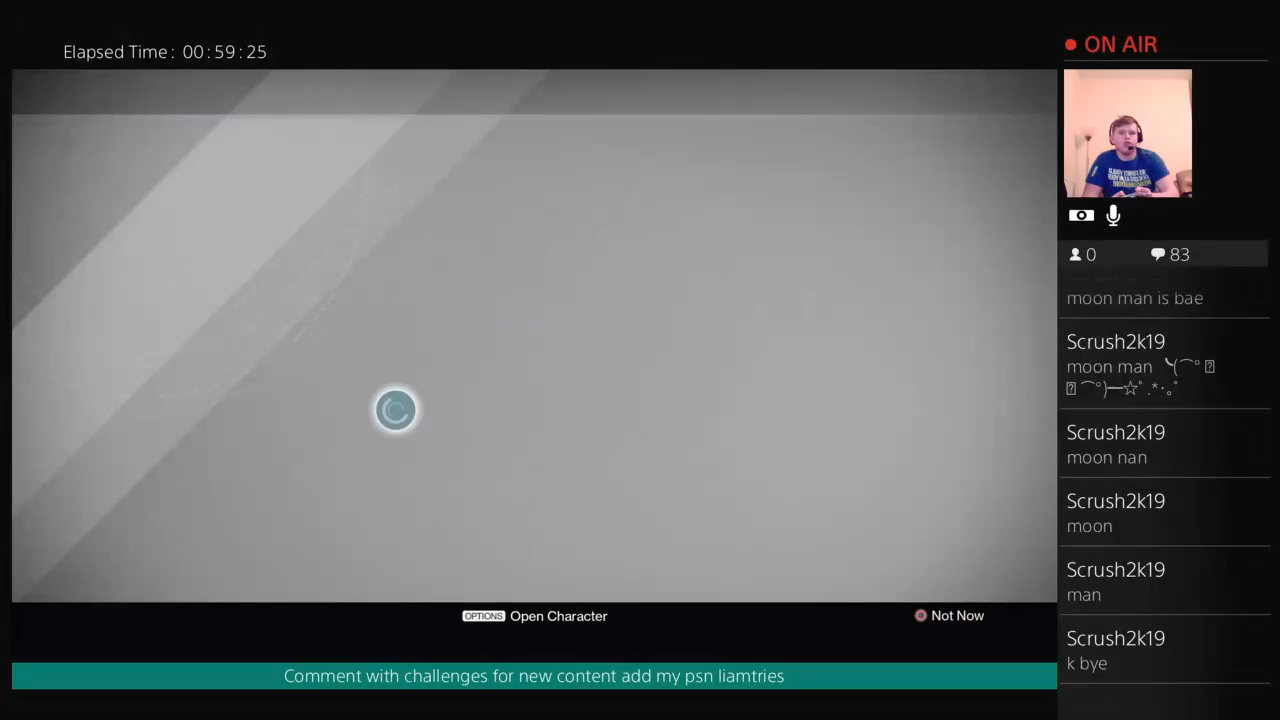 Elapsed Time: 00:59:25
ON AIR
0 83
moon man is bae
Scrush2k19
moon man
Scrush2k19
moon nan
Scrush2k19
moon
Scrush2k19
man
Scrush2k19
k bye
OPTIONS Open Character
Not Now
Comment with challenges for new content add my psn liamtries